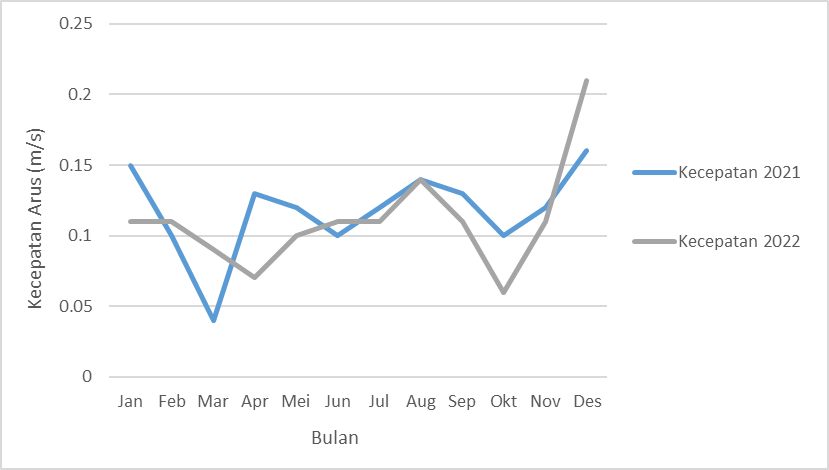 0.25
0.2
0.15
0.1
0.05
0
Kecepatan Arus (m/s)
Jan Feb Mar Apr Mei Jun Jul Aug Sep Okt Nov Des
Bulan
Kecepatan 2021
Kecepatan 2022